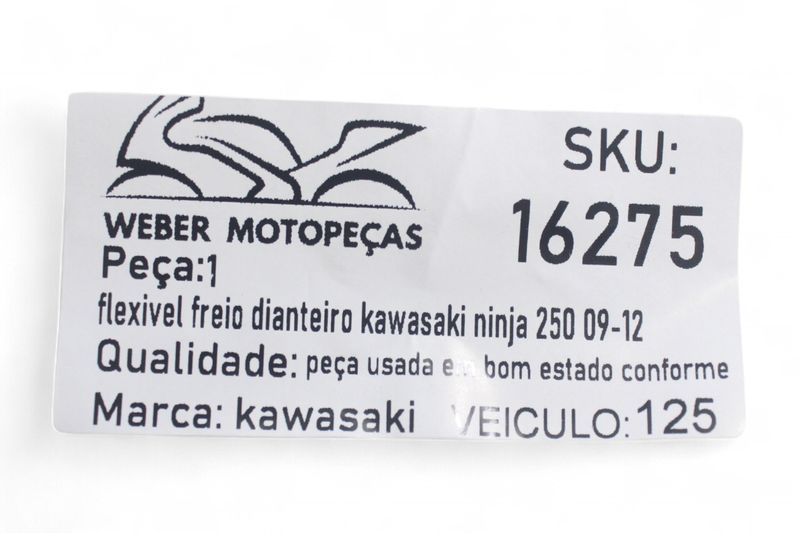 SKU:
16275
WEBER MOTOPEÇAS
Peça:1
flexivel freio dianteiro kawasaki ninja 250 09-12
Qualidade: peça usada em bom estado conforme
Marca: kawasaki VEICULO: 125